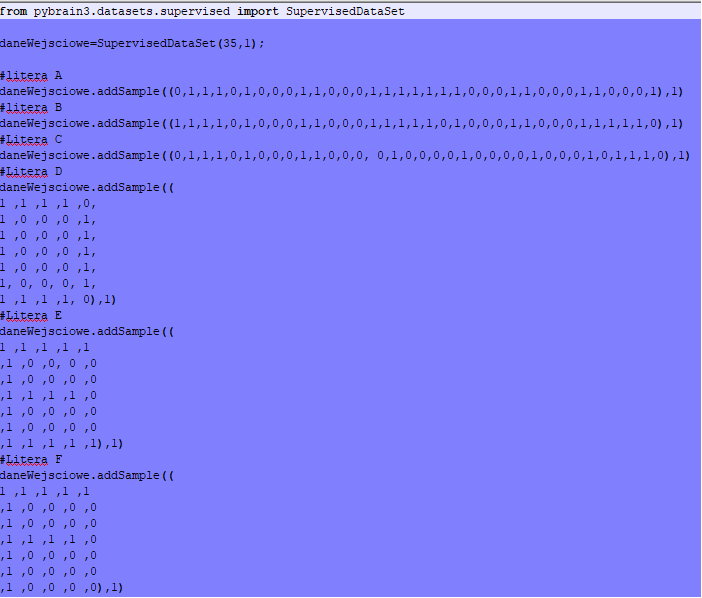 from pybrain3.datasets.supervised import SupervisedDataSet
daneWejsciowe=SupervisedDataSet(35,1);
#litera A
daneWejsciowe.addSample((0,1,1,1,0,1,0,0,0,1,1,0,0,0,1,1,1,1,1,1,1,0,0,0,1,1,0,0,0,1,1,0,0,0,1),1)
#litera B
daneWejsciowe.addSample((1,1,1,1,0,1,0,0,0,1,1,0,0,0,1,1,1,1,1,0,1,0,0,0,1,1,0,0,0,1,1,1,1,1,0),1)
#Litera C
daneWejsciowe.addSample((0,1,1,1,0,1,0,0,0,1,1,0,0,0, 0,1,0,0,0,0,1,0,0,0,0,1,0,0,0,1,0,1,1,1,0),1)
#Litera D
daneWejsciowe.addSample((
1 ,1 ,1 ,1 ,0,
1 ,0 ,0 ,0 ,1,
1 ,0 ,0 ,0 ,1,
1 ,0 ,0 ,0 ,1,
1 ,0 ,0 ,0 ,1,
1, 0, 0, 0, 1,
1 ,1 ,1 ,1, 0),1)
#Litera E
daneWejsciowe.addSample((
1 ,1 ,1 ,1 ,1
,1 ,0 ,0, 0 ,0
,1 ,0 ,0 ,0 ,0
,1 ,1 ,1 ,1 ,0
,1 ,0 ,0 ,0 ,0
,1 ,0 ,0 ,0 ,0
,1 ,1 ,1 ,1 ,1),1)
#Litera F
daneWejsciowe.addSample((
1 ,1 ,1 ,1 ,1
,1 ,0 ,0 ,0 ,0
,1 ,0 ,0 ,0 ,0
,1 ,1 ,1 ,1 ,0
,1 ,0 ,0 ,0 ,0
,1 ,0 ,0 ,0 ,0
,1 ,0 ,0 ,0 ,0),1)